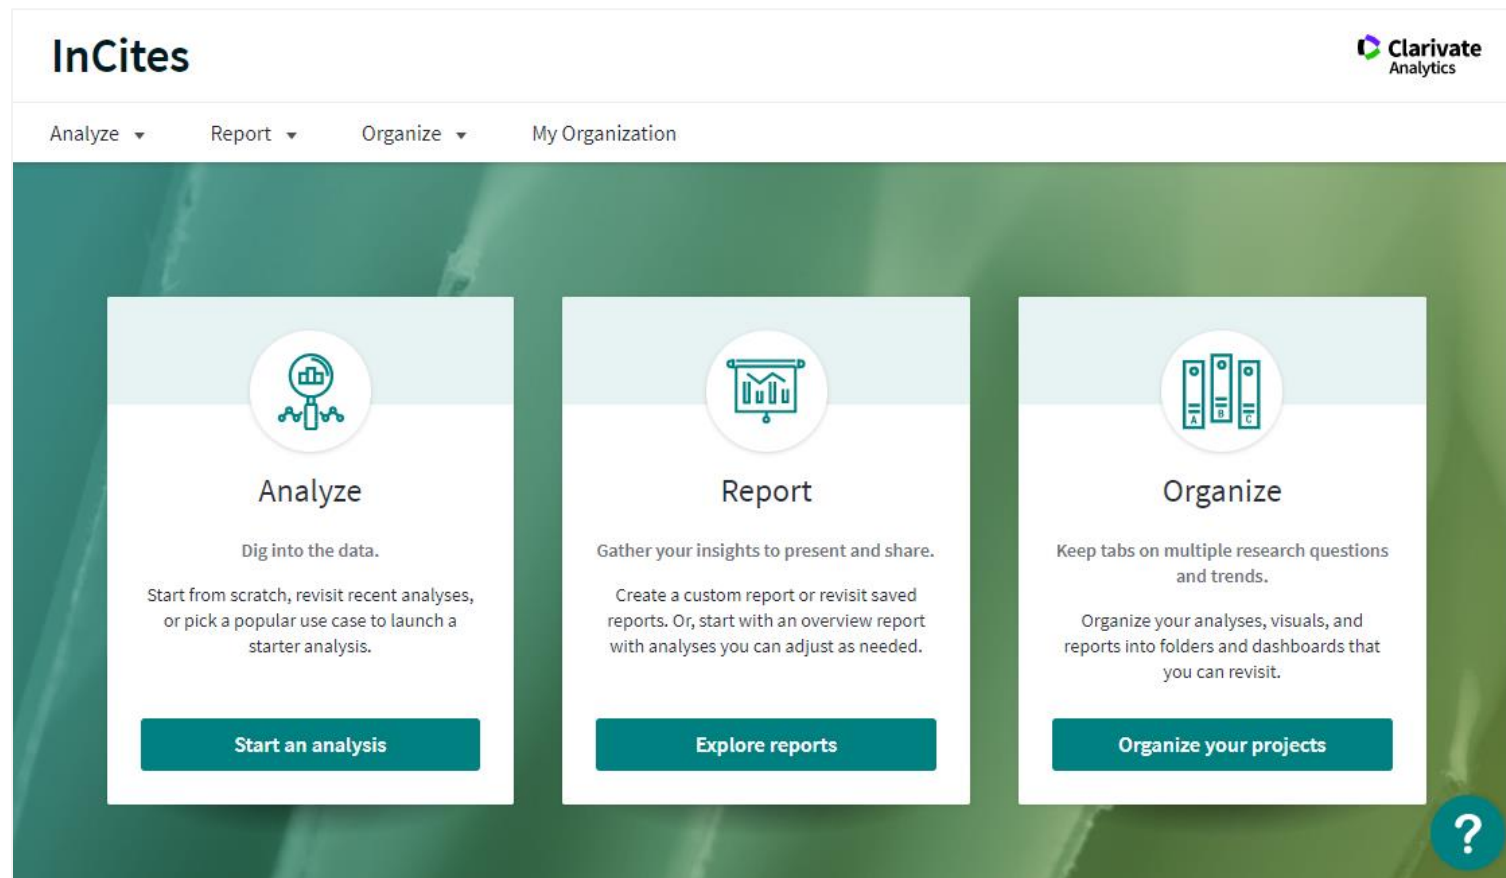 InCites
Clarivate
Analytics
Analyze
Report
Organize
My Organization
Analyze
Dig into the data.
Start from scratch, revisit recent analyses,
or pick a popular use case to launch a
starter analysis.
Start an analysis
Report
Gather your insights to present and share.
Create a custom report or revisit saved
reports. Or, start with an overview report
with analyses you can adjust as needed.
Explore reports
A
B
C
Organize
Keep tabs on multiple research questions
and trends.
Organize your analyses, visuals, and
reports into folders and dashboards that
you can revisit.
Organize your projects
?